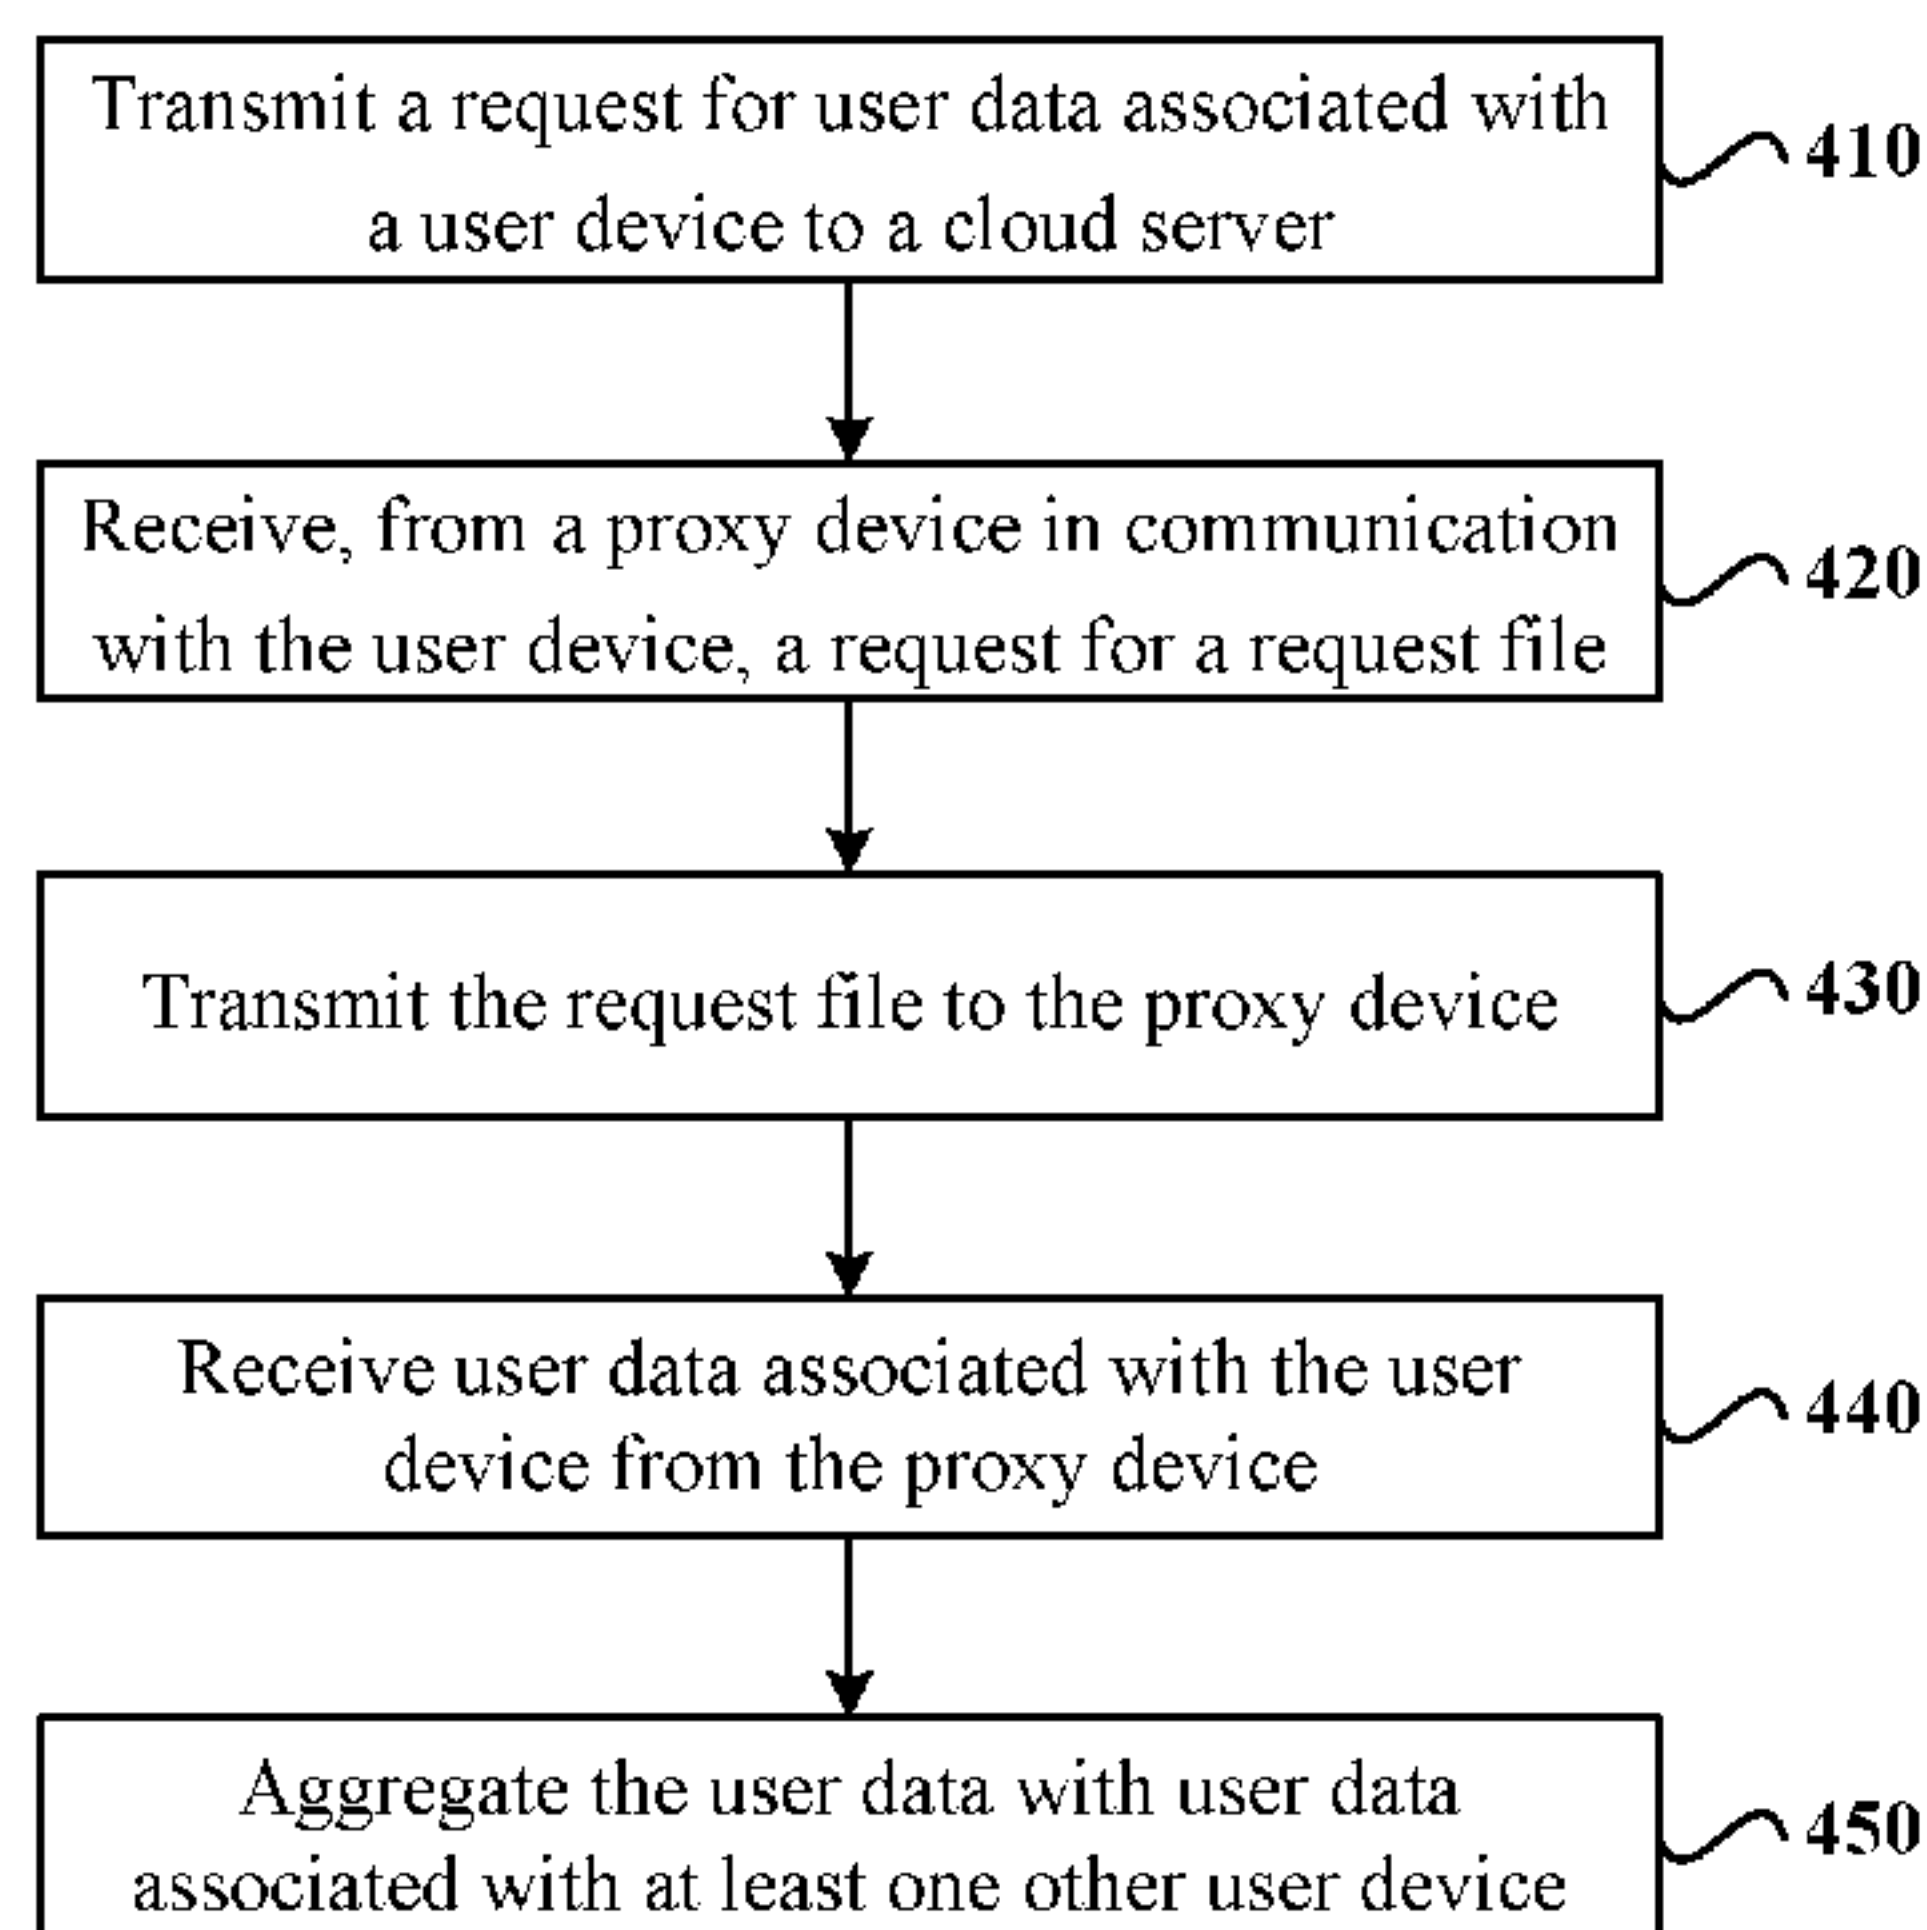 Transmit a request for user data associated with
a user device to a cloud server
410
Receive, from a proxy device in communication
with the user device, a request for a request file
420
Transmit the request file to the proxy device
430
Receive user data associated with the user
device from the proxy device
440
Aggregate the user data with user data
associated with at least one other user device
450